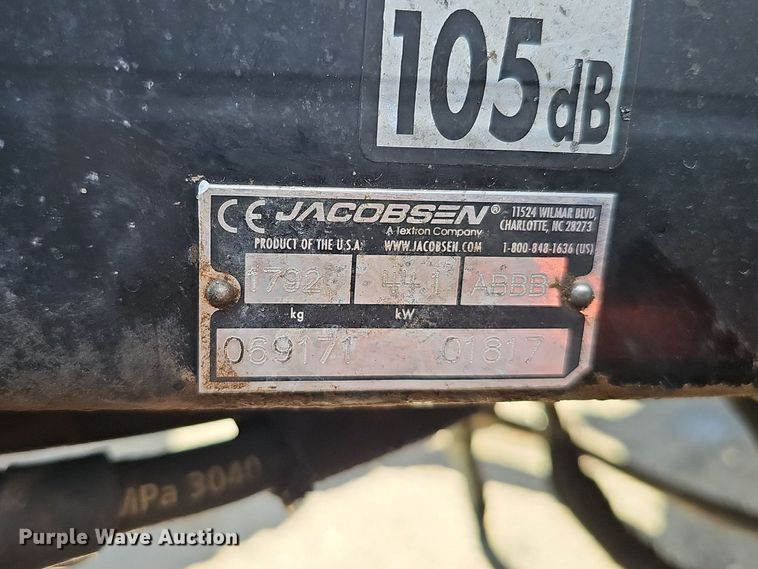 105dB
CE JACOBSEN® 11524 WILMAR BLVD,
A Textron Company CHARLOTTE, NC 28273
PRODUCT OF THE U.S.A. WWW.JACOBSEN.COM 1-800-848-1636 (US)
1792 44.1 ABBB
kg kW
069171 01817
MPa 3040
Purple Wave Auction